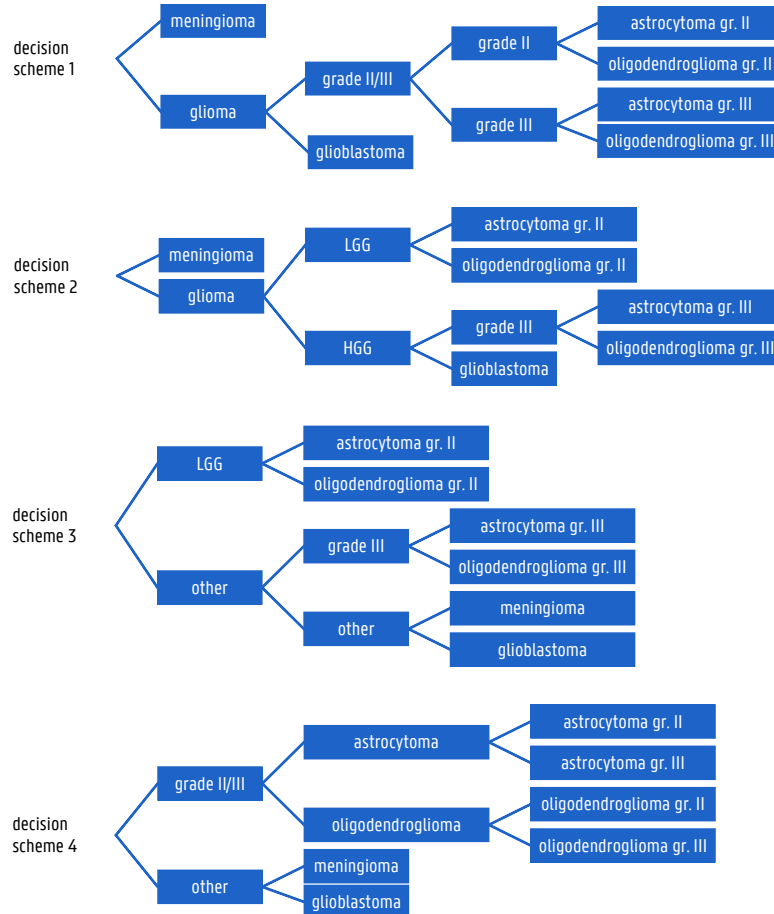 meningioma
decision
scheme 1
glioma
grade II/III
glioblastoma
grade II
grade III
astrocytoma gr. II
oligodendroglioma gr. II
astrocytoma gr. III
oligodendroglioma gr. III
decision
scheme 2
meningioma
glioma
LGG
HGG
astrocytoma gr. II
oligodendroglioma gr. II
grade III
glioblastoma
astrocytoma gr. III
oligodendroglioma gr. III
decision
scheme 3
LGG
other
astrocytoma gr. II
oligodendroglioma gr. II
grade III
other
astrocytoma gr. III
oligodendroglioma gr. III
meningioma
glioblastoma
decision
scheme 4
grade II/III
other
astrocytoma
oligodendroglioma
meningioma
glioblastoma
astrocytoma gr. II
astrocytoma gr. III
oligodendroglioma gr. II
oligodendroglioma gr. III